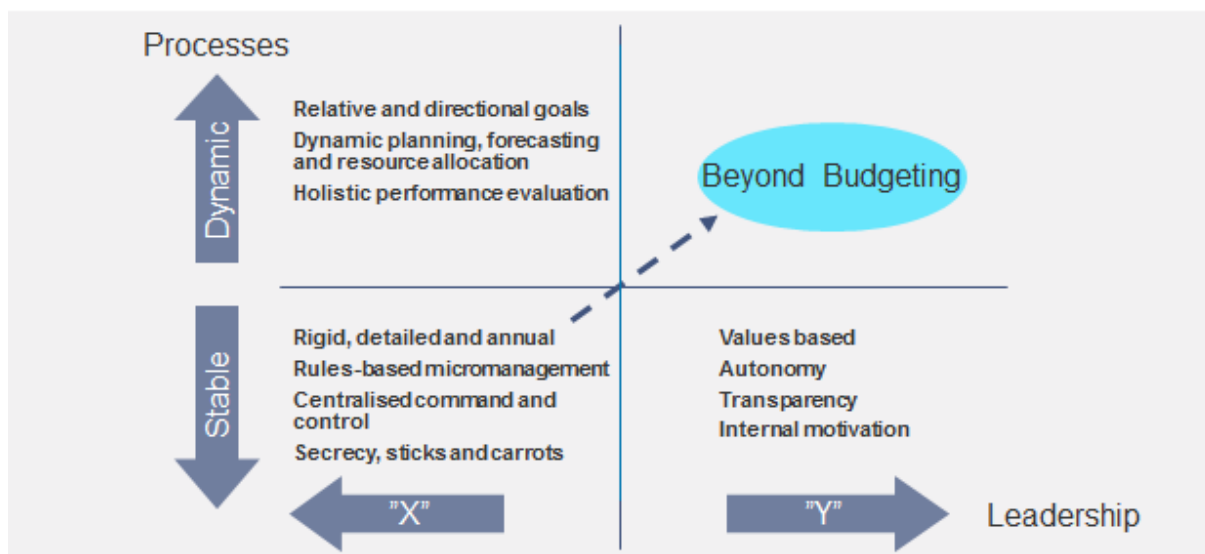 Processes
Dynamic
Relative and directional goals
Dynamic planning, forecasting
and resource allocation
Holistic performance evaluation
Beyond Budgeting
Stable
Rigid, detailed and annual
Rules-based micromanagement
Centralised command and
control
Secrecy, sticks and carrots
Values based
Autonomy
Transparency
Internal motivation
"X"
"Y"
Leadership